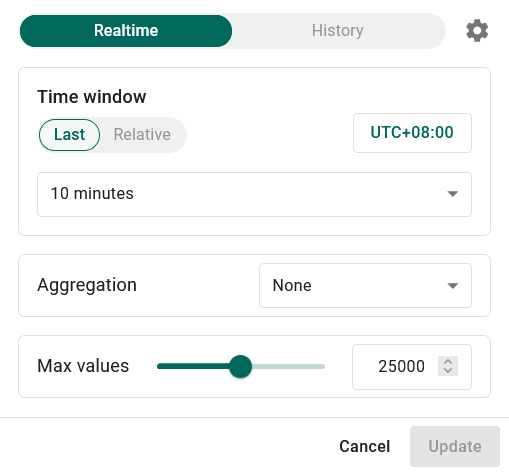 Realtime History
Time window
Last Relative UTC+08:00
10 minutes
Aggregation None
Max values 25000
Cancel Update